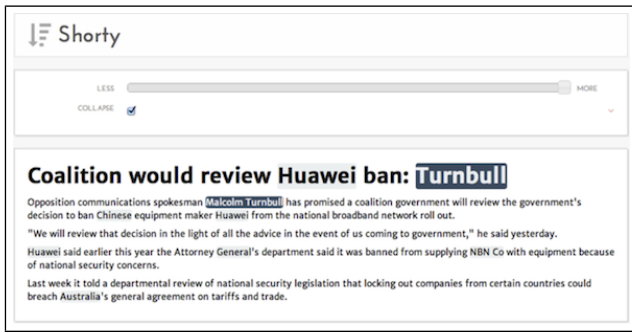 Shorty
LESS MORE
COLLAPSE
Coalition would review Huawei ban: Turnbull
Opposition communications spokesman Malcolm Turnbull has promised a coalition government will review the government's
decision to ban Chinese equipment maker Huawei from the national broadband network roll out.
"We will review that decision in the light of all the advice in the event of us coming to government," he said yesterday.
Huawei said earlier this year the Attorney General's department said it was banned from supplying NBN Co with equipment because
of national security concerns.
Last week it told a departmental review of national security legislation that locking out companies from certain countries could
breach Australia's general agreement on tariffs and trade.